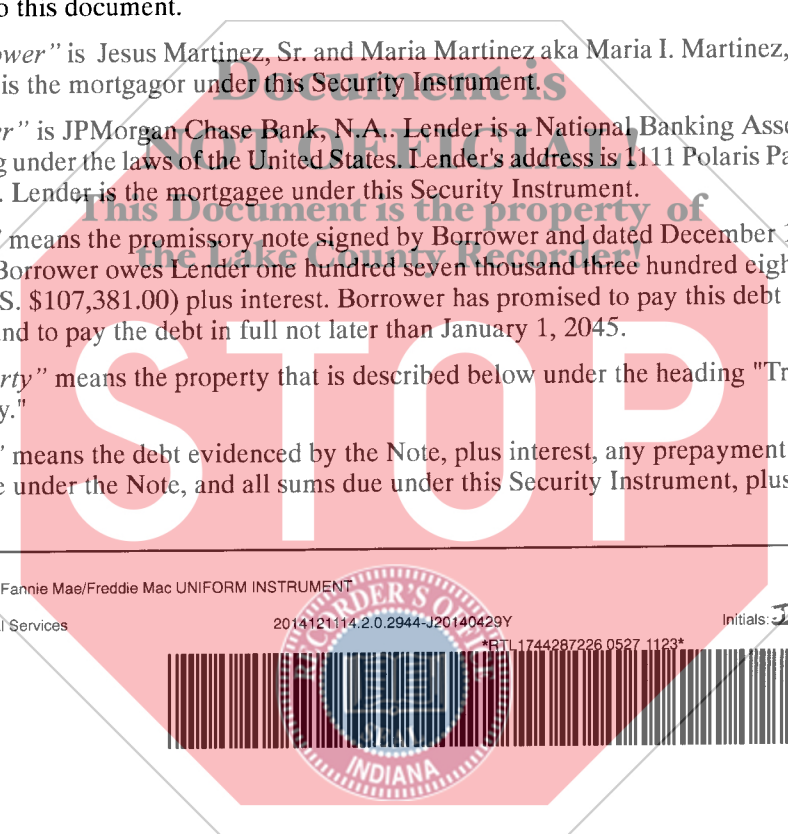 o this document.
ower” is Jesus Martinez, Sr. and Maria Martinez aka Maria I. Martinez,
is the mortgagor under this Security Instrument.
Document is
er” is JPMorgan Chase Bank, N.A.. Lender is a National Banking Asso
NOT OFFICIAL!
g under the laws of the United States. Lender's address is 1111 Polaris Pa
. Lender is the mortgagee under this Security Instrument.
This Document is the property of
” means the promissory note signed by Borrower and dated December 1
the Lake County Recorder!
Borrower owes Lender one hundred seven thousand three hundred eigh
S. $107,381.00) plus interest. Borrower has promised to pay this debt
nd to pay the debt in full not later than January 1, 2045.
rty” means the property that is described below under the heading "Tr
y."
” means the debt evidenced by the Note, plus interest, any prepayment
e under the Note, and all sums due under this Security Instrument, plus
STOP
Fannie Mae/Freddie Mac UNIFORM INSTRUMENT
l Services
2014121114.2.0.2944-J20140429Y
Initials: J
*RTL1744287226 0527 1123*
RECORDER'S OFFICE
SEAL
INDIANA